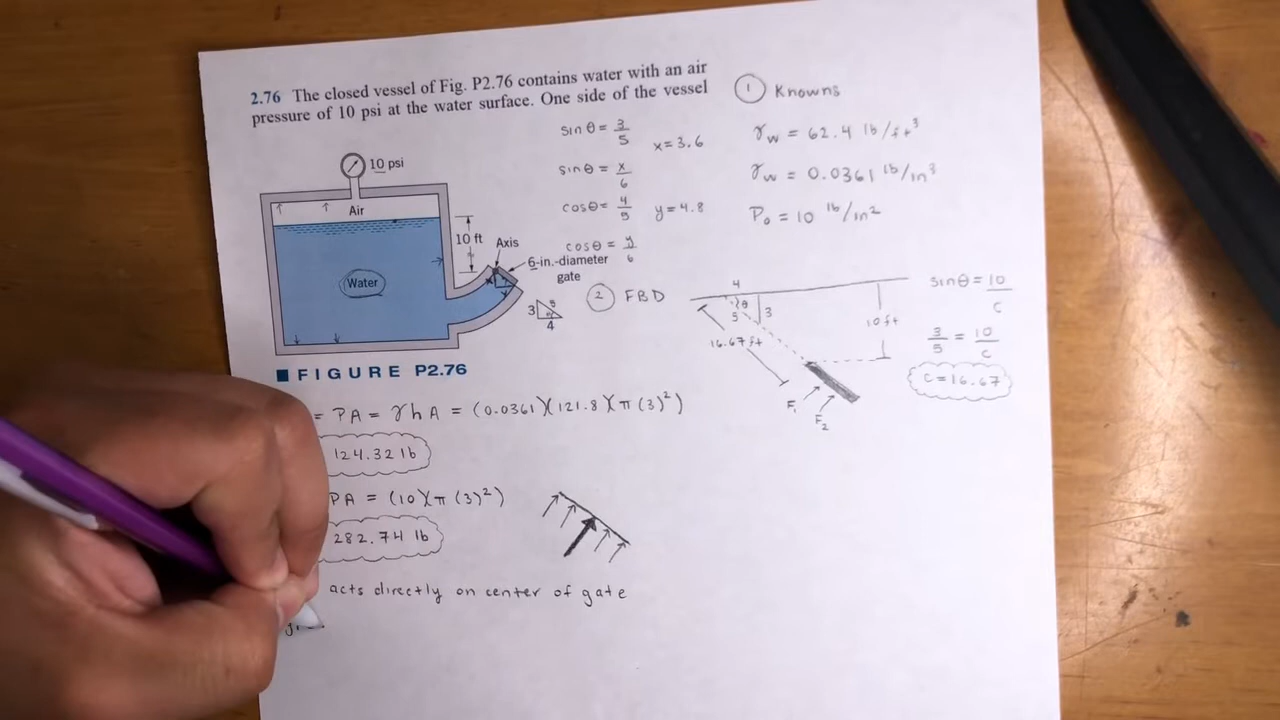 2.76 The closed vessel of Fig. P2.76 contains water with an air
pressure of 10 psi at the water surface. One side of the vessel
10 psi
Air
10 ft
Axis
6-in.-diameter
gate
Water
3
5
4
FIGURE P2.76
sin θ = 3/5
x = 3.6
sin θ = x/6
cos θ = 4/5
y = 4.8
cos θ = y/6
1 Knowns
γw = 62.4 lb/ft³
γw = 0.0361 lb/in³
P₀ = 10 lb/in²
2 FBD
4
θ
5
3
10 ft
16.67 ft
F₁
F₂
sin θ = 10/c
3/5 = 10/c
c = 16.67
= PA = γhA = (0.0361)(121.8)(π(3)²)
124.32 lb
PA = (10)(π(3)²)
282.74 lb
acts directly on center of gate